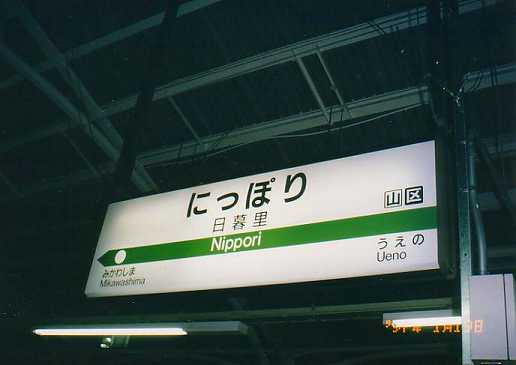 にっぽり
日暮里
Nippori
山区
みかわしま
Mikawashima
うえの
Ueno